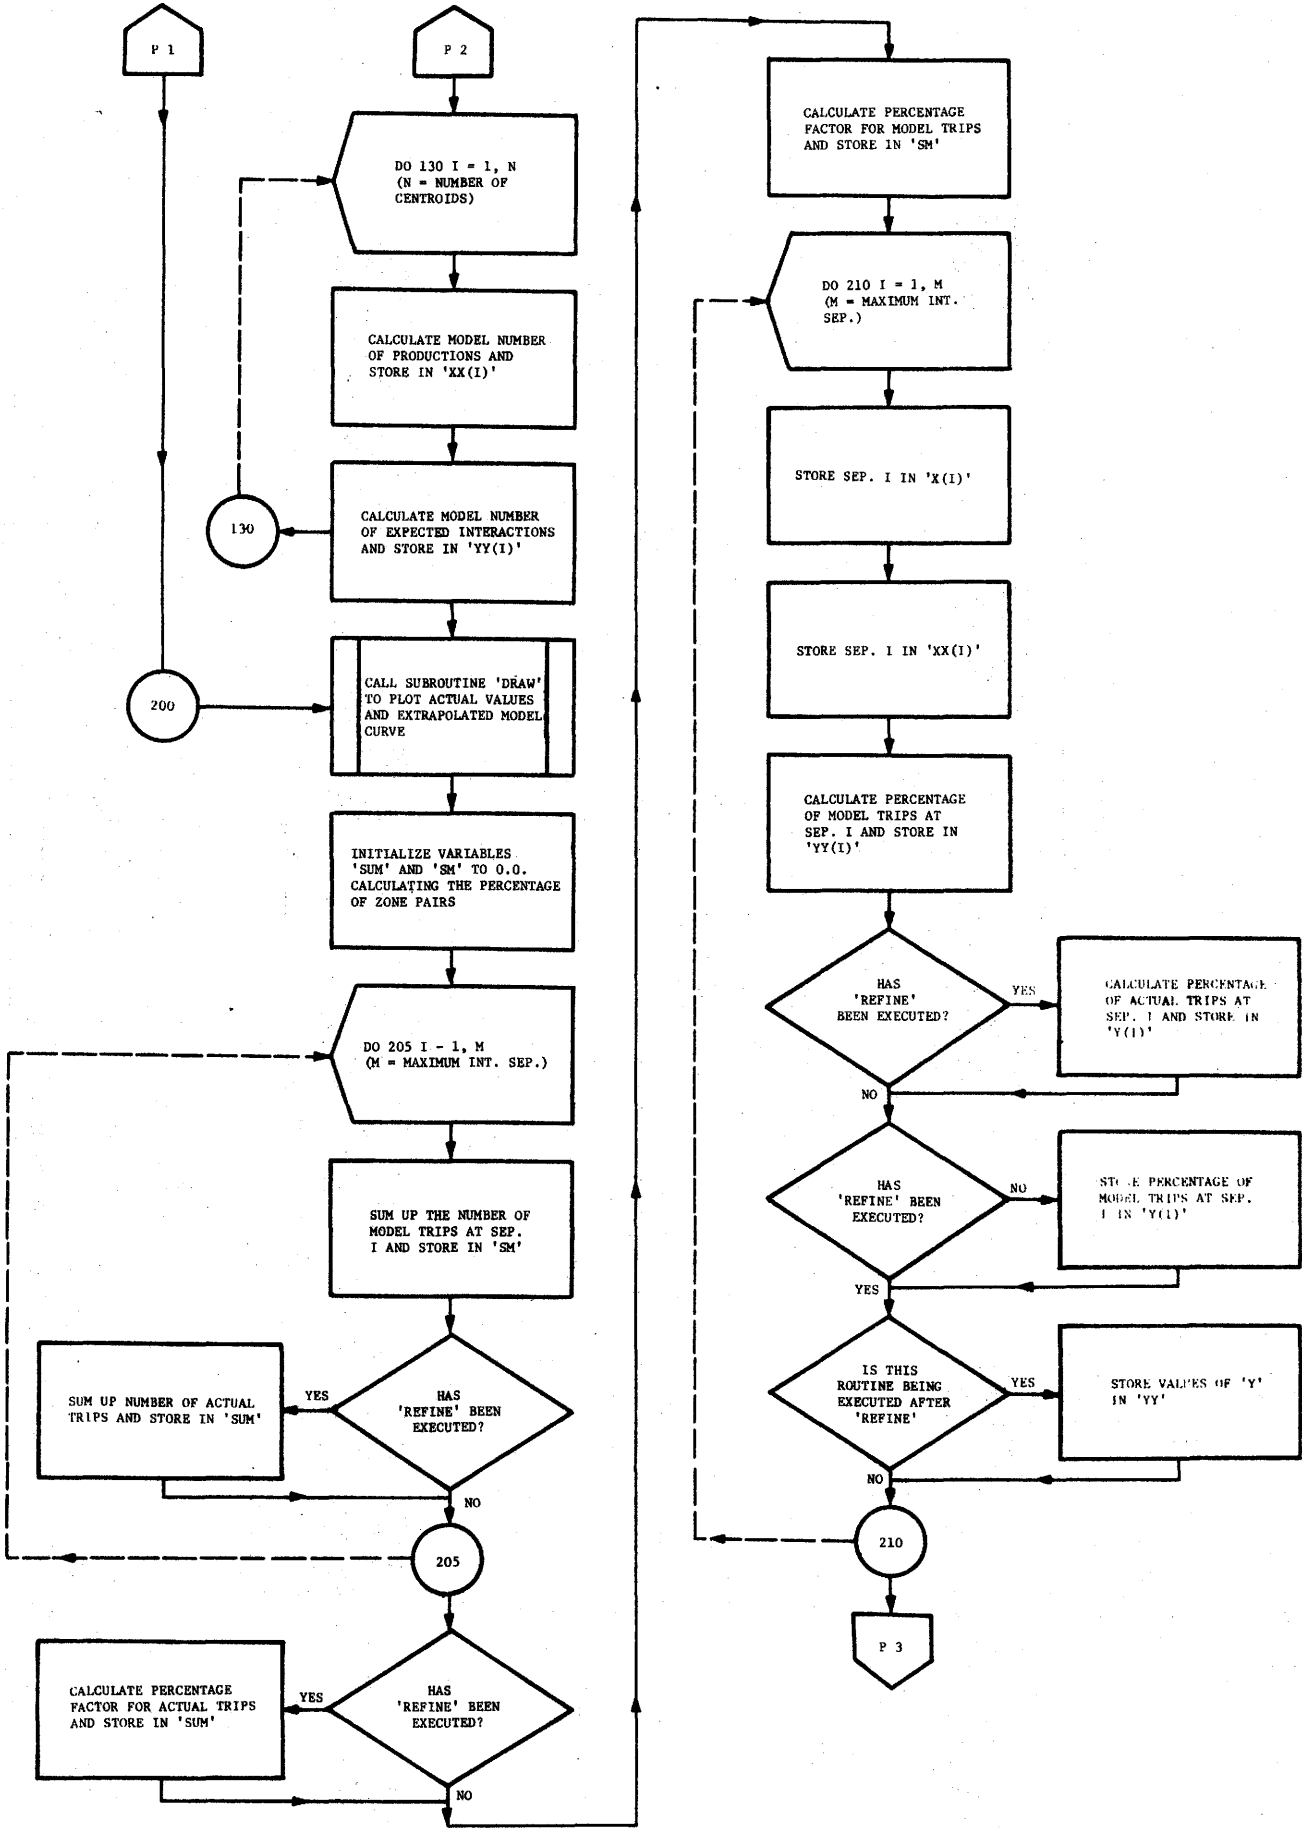 P 1
P 2
DO 130 I = 1, N
(N = NUMBER OF
CENTROIDS)
CALCULATE MODEL NUMBER
OF PRODUCTIONS AND
STORE IN 'XX(I)'
CALCULATE MODEL NUMBER
OF EXPECTED INTERACTIONS
AND STORE IN 'YY(I)'
130
200
CALL SUBROUTINE 'DRAW'
TO PLOT ACTUAL VALUES
AND EXTRAPOLATED MODEL
CURVE
INITIALIZE VARIABLES
'SUM' AND 'SM' TO 0.0.
CALCULATING THE PERCENTAGE
OF ZONE PAIRS
DO 205 I - 1, M
(M = MAXIMUM INT. SEP.)
SUM UP THE NUMBER OF
MODEL TRIPS AT SEP.
I AND STORE IN 'SM'
HAS
'REFINE' BEEN
EXECUTED?
YES
SUM UP NUMBER OF ACTUAL
TRIPS AND STORE IN 'SUM'
NO
205
HAS
'REFINE' BEEN
EXECUTED?
YES
CALCULATE PERCENTAGE
FACTOR FOR ACTUAL TRIPS
AND STORE IN 'SUM'
NO
CALCULATE PERCENTAGE
FACTOR FOR MODEL TRIPS
AND STORE IN 'SM'
DO 210 I = 1, M
(M = MAXIMUM INT.
SEP.)
STORE SEP. I IN 'X(I)'
STORE SEP. I IN 'XX(I)'
CALCULATE PERCENTAGE
OF MODEL TRIPS AT
SEP. I AND STORE IN
'YY(I)'
HAS
'REFINE'
BEEN EXECUTED?
YES
CALCULATE PERCENTAGE
OF ACTUAL TRIPS AT
SEP. I AND STORE IN
'Y(I)'
NO
HAS
'REFINE' BEEN
EXECUTED?
NO
PERCENTAGE OF
MODEL TRIPS AT SEP.
I IN 'Y(I)'
YES
IS THIS
ROUTINE BEING
EXECUTED AFTER
'REFINE'
YES
STORE VALUES OF 'Y'
IN 'YY'
NO
210
P 3